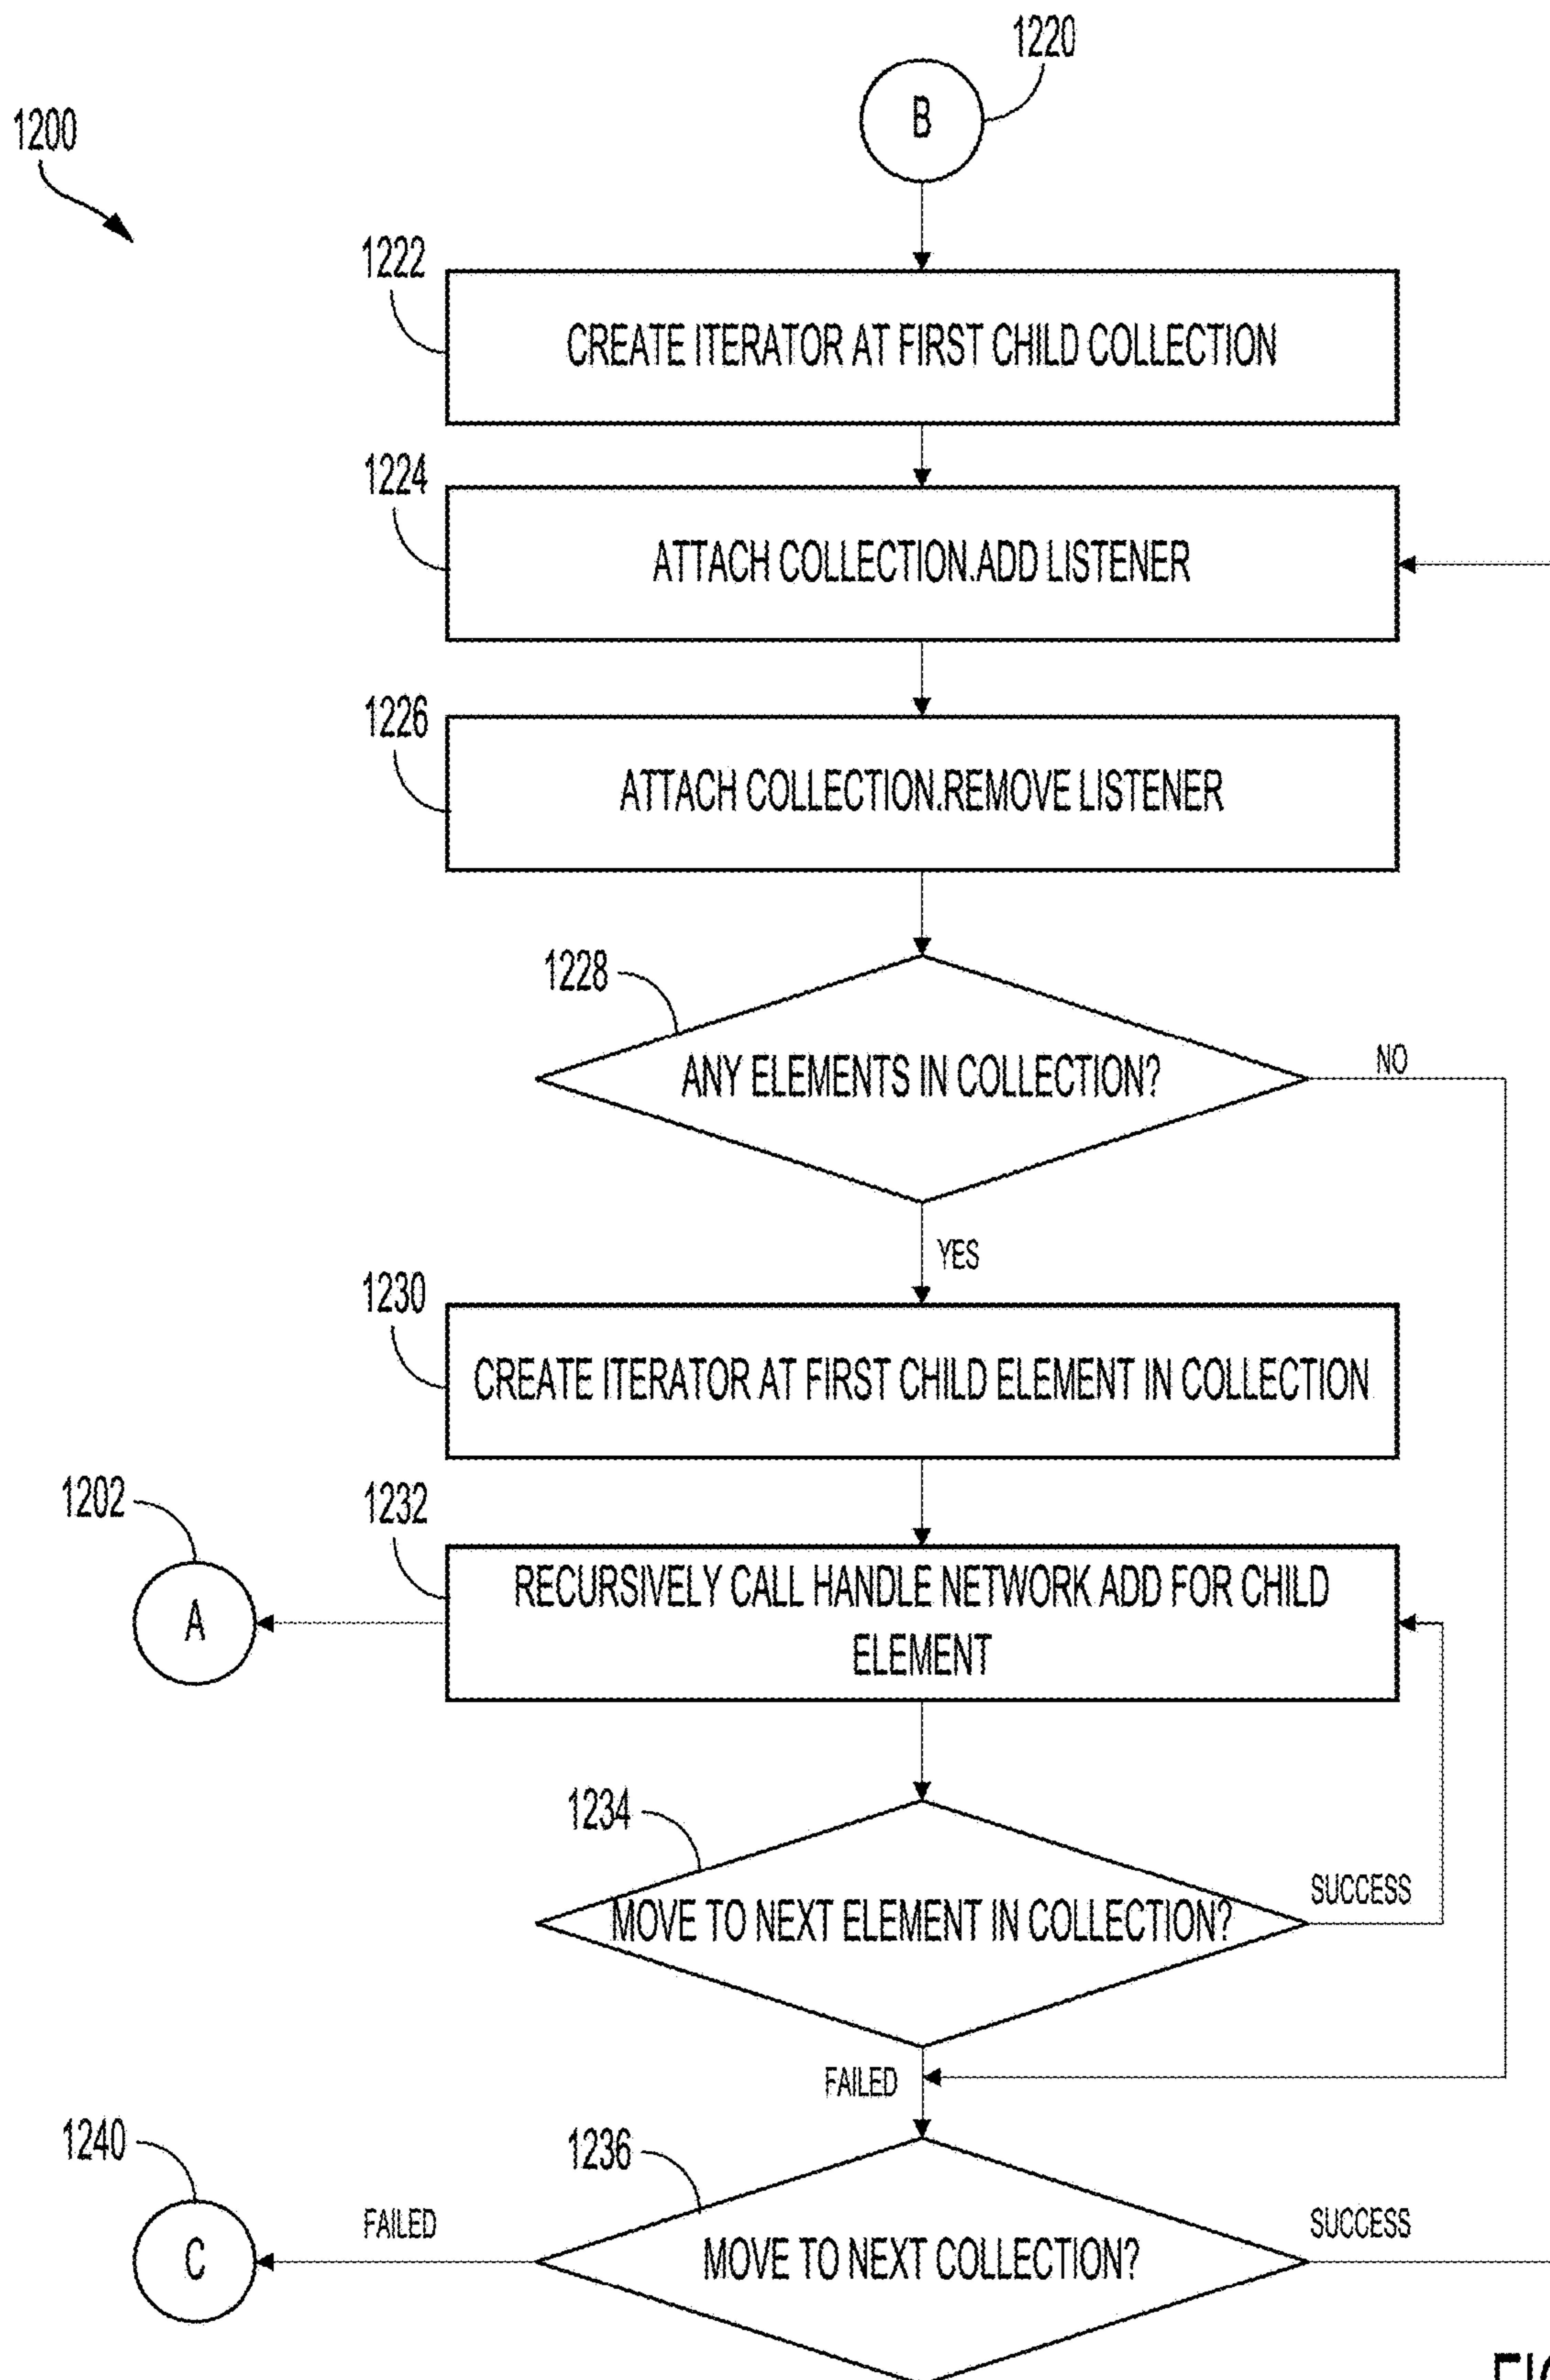 1220
B
1200
1222
CREATE ITERATOR AT FIRST CHILD COLLECTION
1224
ATTACH COLLECTION.ADD LISTENER
1226
ATTACH COLLECTION.REMOVE LISTENER
1228
ANY ELEMENTS IN COLLECTION?
NO
YES
1230
CREATE ITERATOR AT FIRST CHILD ELEMENT IN COLLECTION
1202
A
1232
RECURSIVELY CALL HANDLE NETWORK ADD FOR CHILD
ELEMENT
1234
MOVE TO NEXT ELEMENT IN COLLECTION?
SUCCESS
FAILED
1240
C
FAILED
1236
MOVE TO NEXT COLLECTION?
SUCCESS